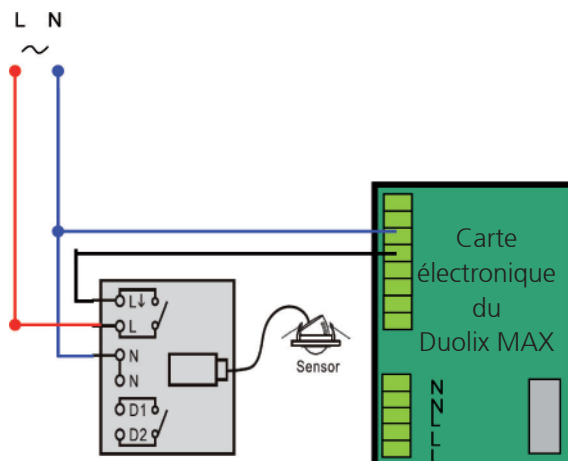 L N
~
L↓
L
N
N
D1
D2
Sensor
Carte
électronique
du
Duolix MAX
N
N
L
L
L